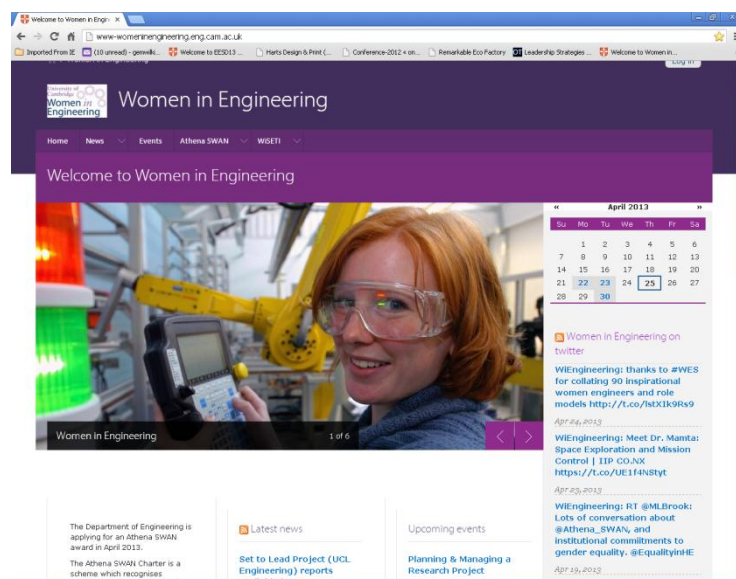 Welcome to Women in Engin
www-womeninengineering.eng.cam.ac.uk
Imported From IE
(10 unread) - gemwiki...
Welcome to EESD13 ...
Harts Design & Print (...
Conference-2012 « on...
Remarkable Eco Factory
Leadership Strategies ...
Welcome to Women in...
Log in
University of
Cambridge
Women in
Engineering
Women in Engineering
Home
News
Events
Athena SWAN
WiSETI
Welcome to Women in Engineering
« April 2013 »
Su Mo Tu We Th Fr Sa
1 2 3 4 5 6
7 8 9 10 11 12 13
14 15 16 17 18 19 20
21 22 23 24 25 26 27
28 29 30
Women in Engineering
1 of 6
Women in Engineering on
twitter
WiEngineering: thanks to #WES
for collating 90 inspirational
women engineers and role
models http://t.co/lstXIk9Rs9
Apr 24, 2013
WiEngineering: Meet Dr. Mamta:
Space Exploration and Mission
Control | IIP CO.NX
https://t.co/UE1f4NStyt
Apr 23, 2013
WiEngineering: RT @MLBrook:
Lots of conversation about
@Athena_SWAN, and
institutional commiitments to
gender equality. @EqualityinHE
Apr 19, 2013
The Department of Engineering is
applying for an Athena SWAN
award in April 2013.
The Athena SWAN Charter is a
scheme which recognises
Latest news
Set to Lead Project (UCL
Engineering) reports
Upcoming events
Planning & Managing a
Research Project